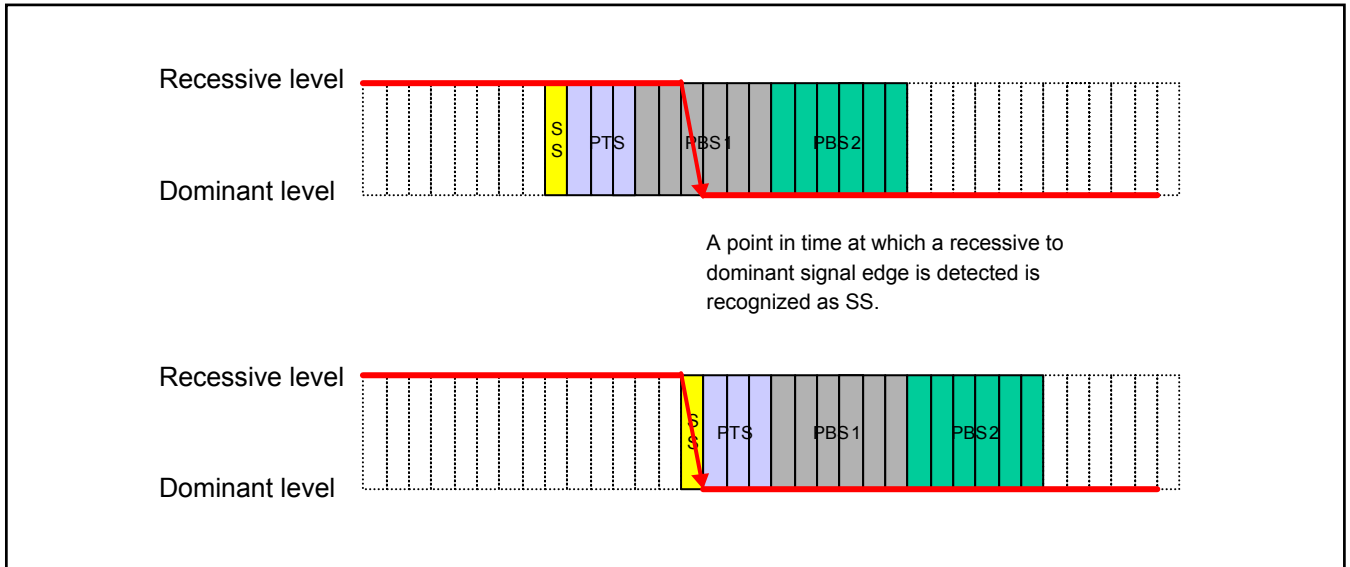 Recessive level
S
S
PTS
PBS1
PBS2
Dominant level
A point in time at which a recessive to
dominant signal edge is detected is
recognized as SS.
Recessive level
S
S
PTS
PBS1
PBS2
Dominant level